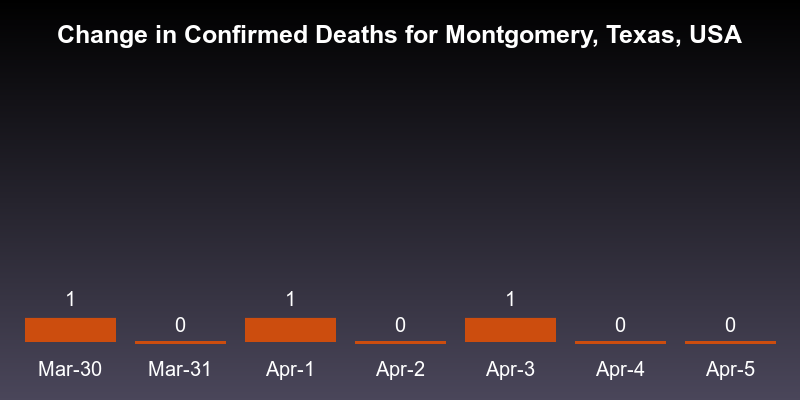 Change in Confirmed Deaths for Montgomery, Texas, USA
1 0 1 0 1 0 0
Mar-30 Mar-31 Apr-1 Apr-2 Apr-3 Apr-4 Apr-5